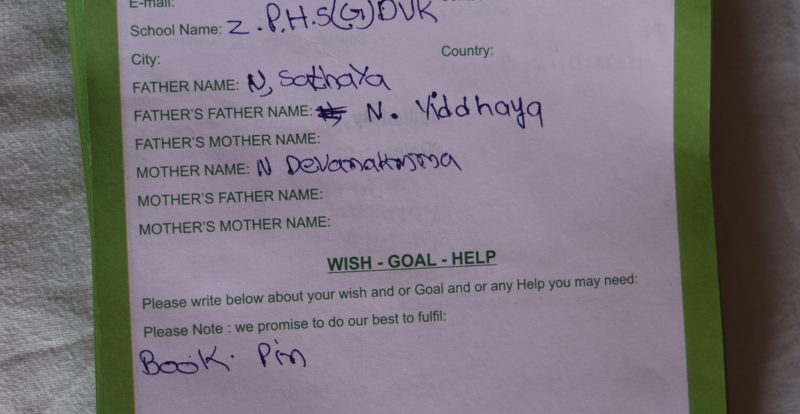 E-mail:
School Name: Z.P.H.S(G)DVK
City: Country:
FATHER NAME: N, Sathaya
FATHER'S FATHER NAME: N. Viddhaya
FATHER'S MOTHER NAME:
MOTHER NAME: N
MOTHER'S FATHER NAME:
MOTHER'S MOTHER NAME:
WISH - GOAL - HELP
Please write below about your wish and or Goal and or any Help you may need:
Please Note : we promise to do our best to fulfil:
Book. Pin